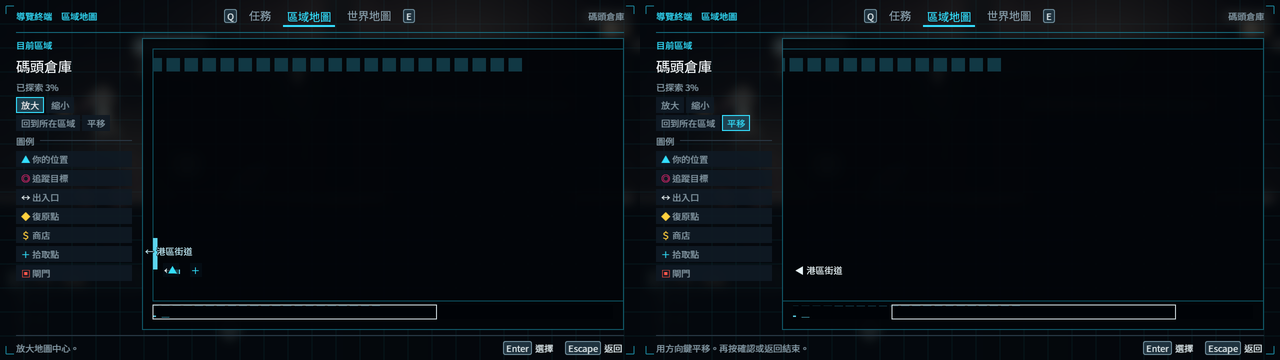 導覽終端 區域地圖
Q 任務 區域地圖 世界地圖 E
碼頭倉庫
目前區域
碼頭倉庫
已探索 3%
放大 縮小
回到所在區域 平移
圖例
你的位置
追蹤目標
出入口
復原點
商店
拾取點
閘門
港區街道
放大地圖中心。
Enter 選擇 Escape 返回
導覽終端 區域地圖
Q 任務 區域地圖 世界地圖 E
碼頭倉庫
目前區域
碼頭倉庫
已探索 3%
放大 縮小
回到所在區域 平移
圖例
你的位置
追蹤目標
出入口
復原點
商店
拾取點
閘門
港區街道
用方向鍵平移。再按確認或返回結束。
Enter 選擇 Escape 返回